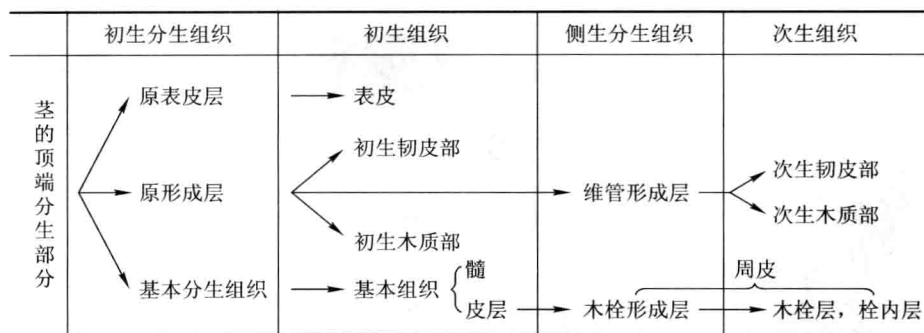 初生分生组织 初生组织 侧生分生组织 次生组织
茎的顶端分生部分
原表皮层 表皮
初生韧皮部
原形成层 维管形成层 次生韧皮部
次生木质部
初生木质部
周皮
基本分生组织 基本组织 髓
皮层 木栓形成层 木栓层，栓内层